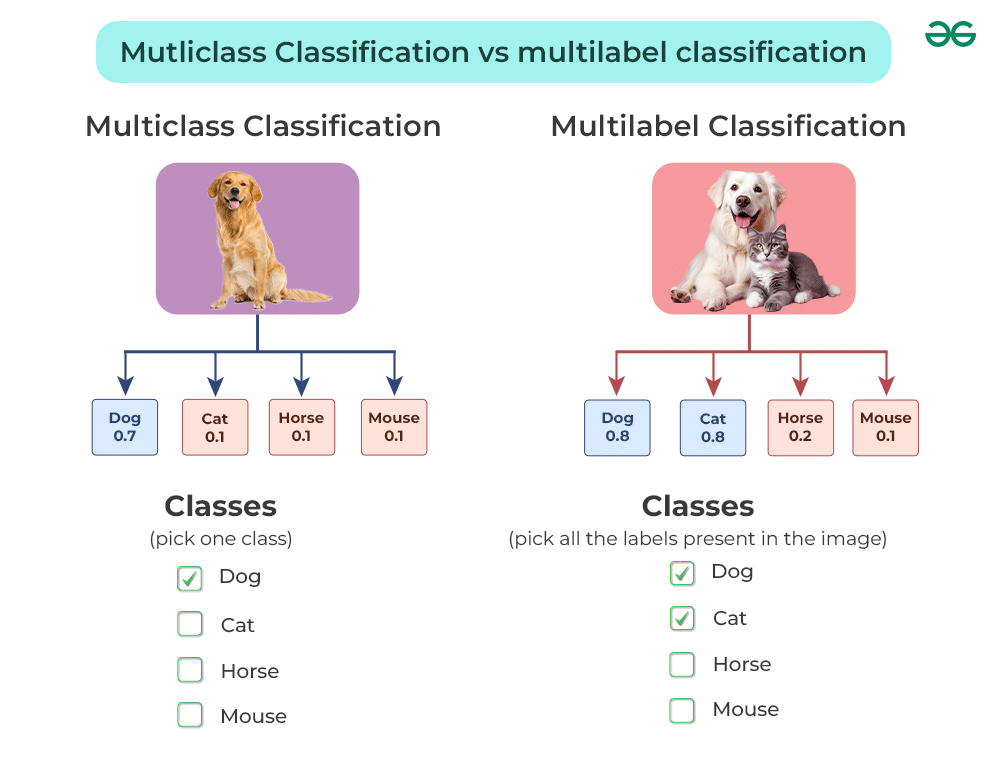 Mutliclass Classification vs multilabel classification
Multiclass Classification
Dog
0.7
Cat
0.1
Horse
0.1
Mouse
0.1
Classes
(pick one class)
Dog
Cat
Horse
Mouse
Multilabel Classification
Dog
0.8
Cat
0.8
Horse
0.2
Mouse
0.1
Classes
(pick all the labels present in the image)
Dog
Cat
Horse
Mouse